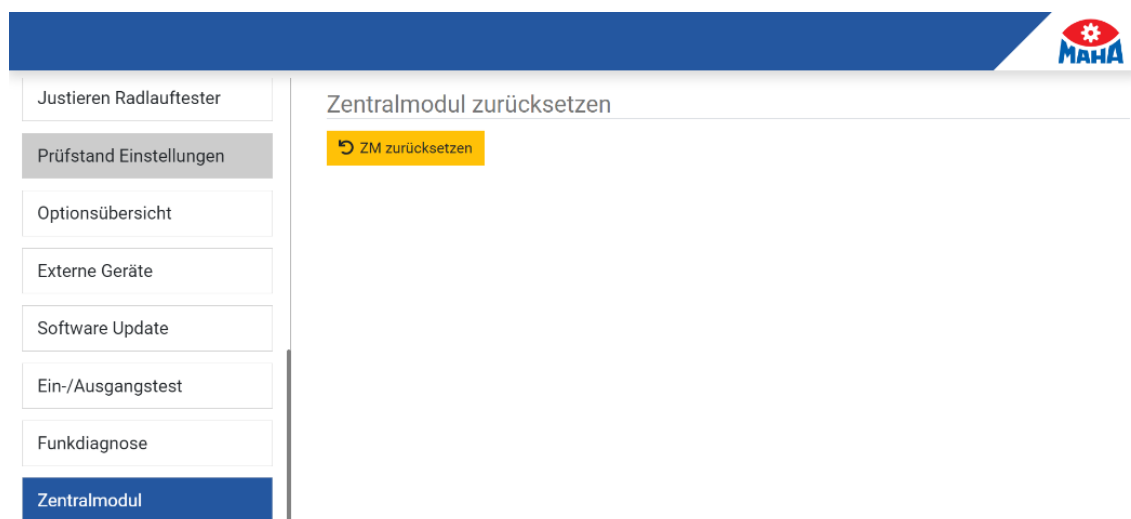 MAHA
Justieren Radlauftester
Prüfstand Einstellungen
Optionsübersicht
Externe Geräte
Software Update
Ein-/Ausgangstest
Funkdiagnose
Zentralmodul
Zentralmodul zurücksetzen
ZM zurücksetzen